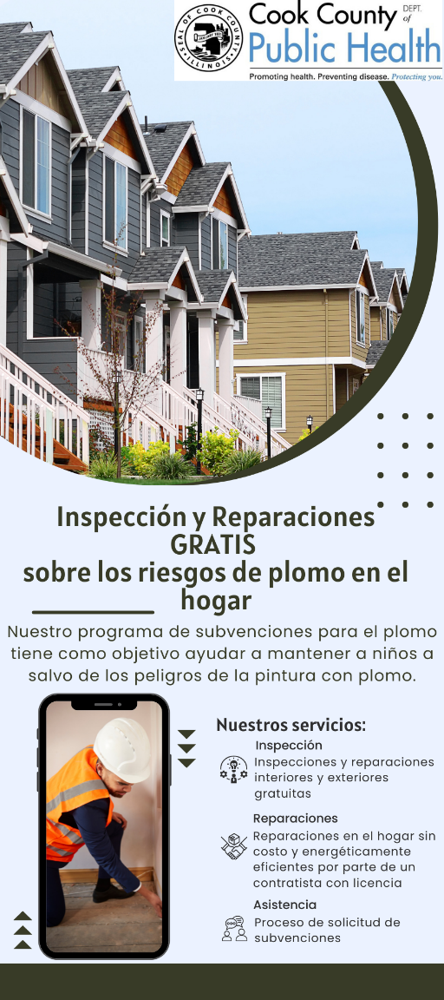 SEAL OF COOK COUNTY
ILLINOIS
Cook County DEPT. of
Public Health
Promoting health. Preventing disease. Protecting you.
Inspección y Reparaciones
GRATIS
sobre los riesgos de plomo en el
hogar
Nuestro programa de subvenciones para el plomo
tiene como objetivo ayudar a mantener a niños a
salvo de los peligros de la pintura con plomo.
Nuestros servicios:
Inspección
Inspecciones y reparaciones
interiores y exteriores
gratuitas
Reparaciones
Reparaciones en el hogar sin
costo y energéticamente
eficientes por parte de un
contratista con licencia
Asistencia
Proceso de solicitud de
subvenciones